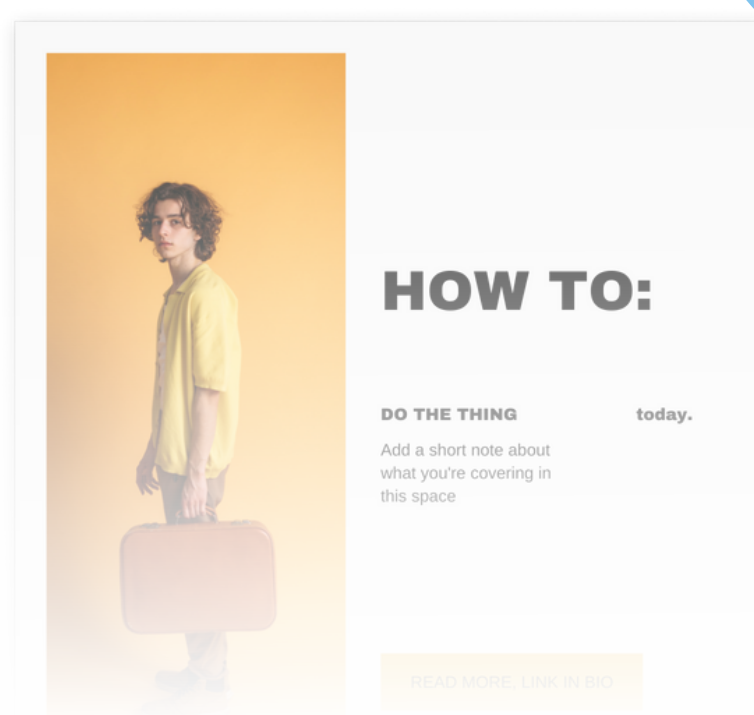 HOW TO:
DO THE THING today.
Add a short note about
what you're covering in
this space
READ MORE, LINK IN BIO